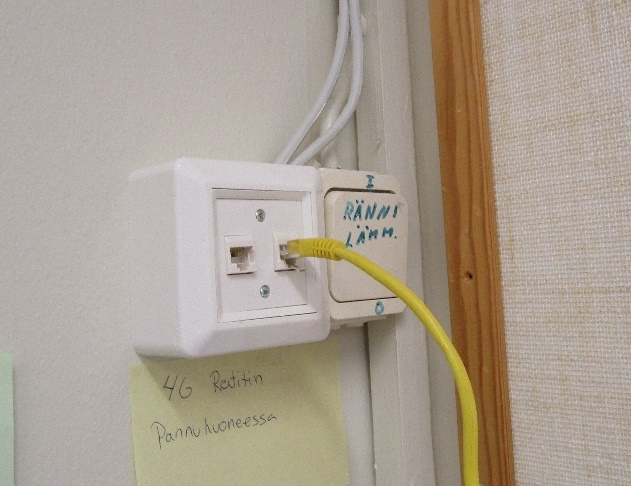 I
RÄNNI
LÄMM.
O
4G Reititin
Pannuhuoneessa